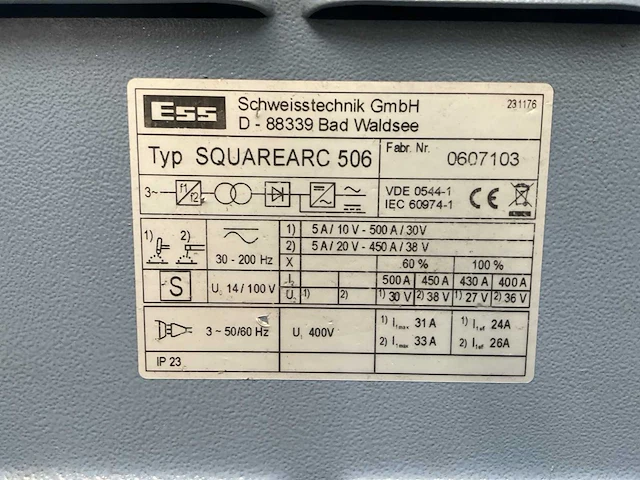 ESS Schweisstechnik GmbH 231176
D - 88339 Bad Waldsee
Typ SQUAREARC 506 Fabr. Nr. 0607103
3~ f1 f2 VDE 0544-1 CE
IEC 60974-1
1) 2) 1) 5 A / 10 V - 500 A / 30V
2) 5 A / 20 V - 450 A / 38 V
30 - 200 Hz X 60 % 100 %
S U₀ 14 / 100 V I₂ 500 A 450 A 430 A 400 A
U₂ 1) 2) 1) 30 V 2) 38 V 1) 27 V 2) 36 V
3 ~ 50/60 Hz U₁ 400V 1) I₁max 31 A 1) I₁eff 24A
2) I₁max 33 A 2) I₁eff 26A
IP 23